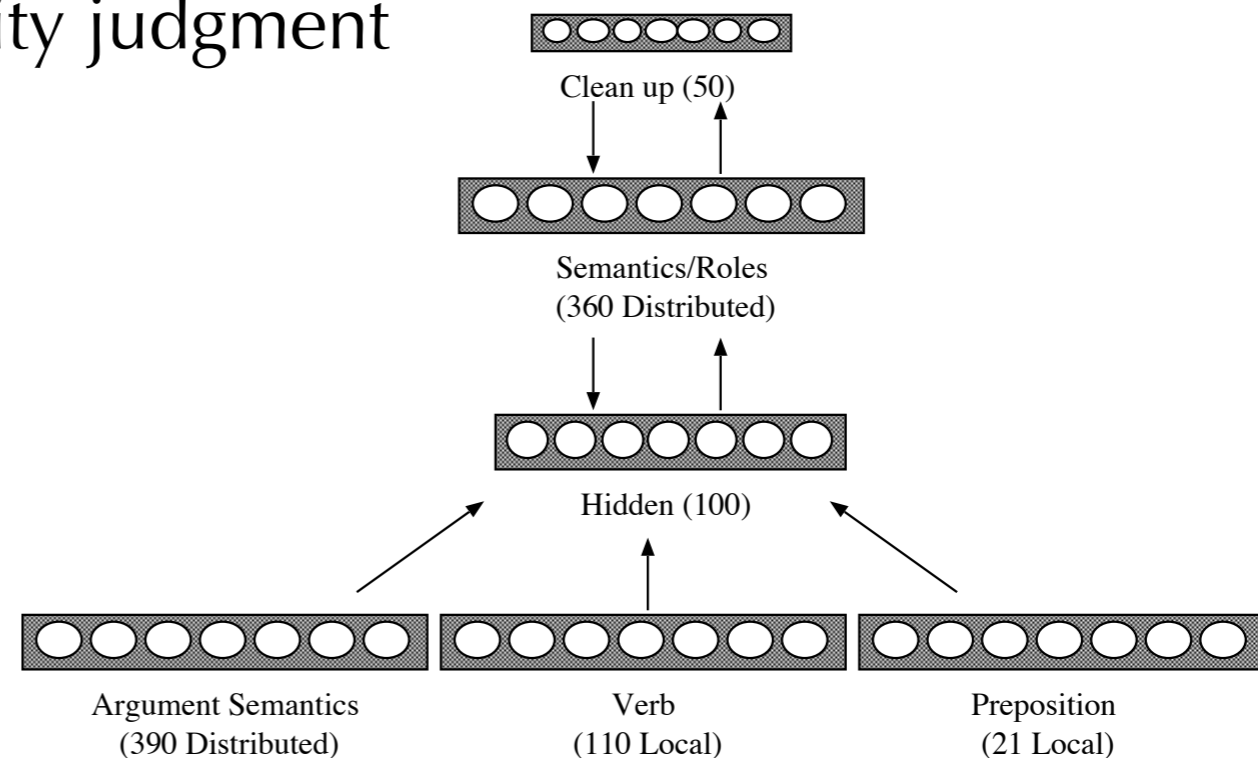 judgment
Clean up (50)
Semantics/Roles
(360 Distributed)
Hidden (100)
Argument Semantics
(390 Distributed)
Verb
(110 Local)
Preposition
(21 Local)